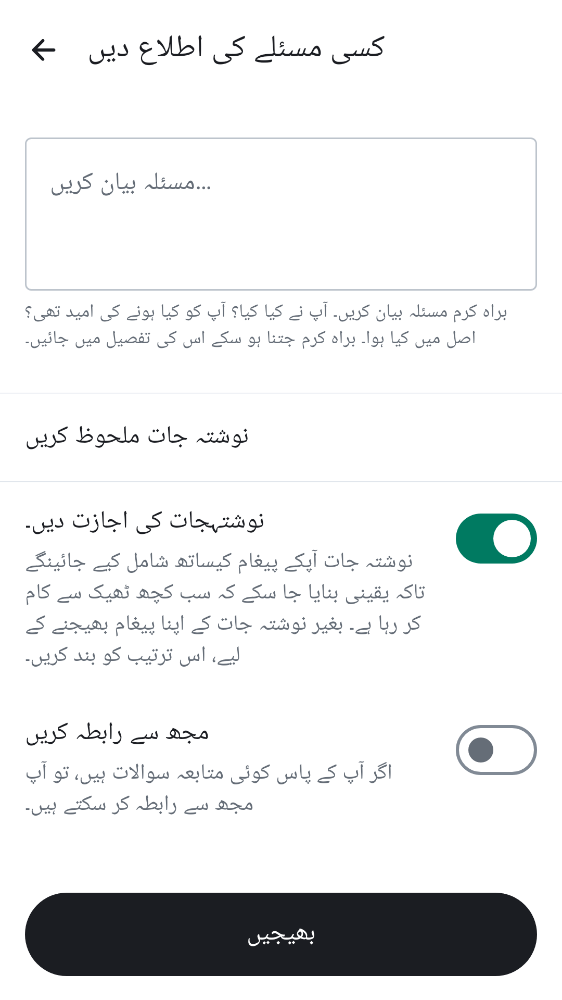 کسی مسئلے کی اطلاع دیں
مسئلہ بیان کریں...
براہ کرم مسئلہ بیان کریں۔ آپ نے کیا کیا؟ آپ کو کیا ہونے کی امید تھی؟
اصل میں کیا ہوا۔ براہ کرم جتنا ہو سکے اس کی تفصیل میں جائیں۔
نوشتہ جات ملحوظ کریں
نوشتہجات کی اجازت دیں۔
نوشتہ جات آپکے پیغام کیساتھ شامل کیے جائینگے
تاکہ یقینی بنایا جا سکے کہ سب کچھ ٹھیک سے کام
کر رہا ہے۔ بغیر نوشتہ جات کے اپنا پیغام بھیجنے کے
لیے، اس ترتیب کو بند کریں۔
مجھ سے رابطہ کریں
اگر آپ کے پاس کوئی متابعہ سوالات ہیں، تو آپ
مجھ سے رابطہ کر سکتے ہیں۔
بھیجیں